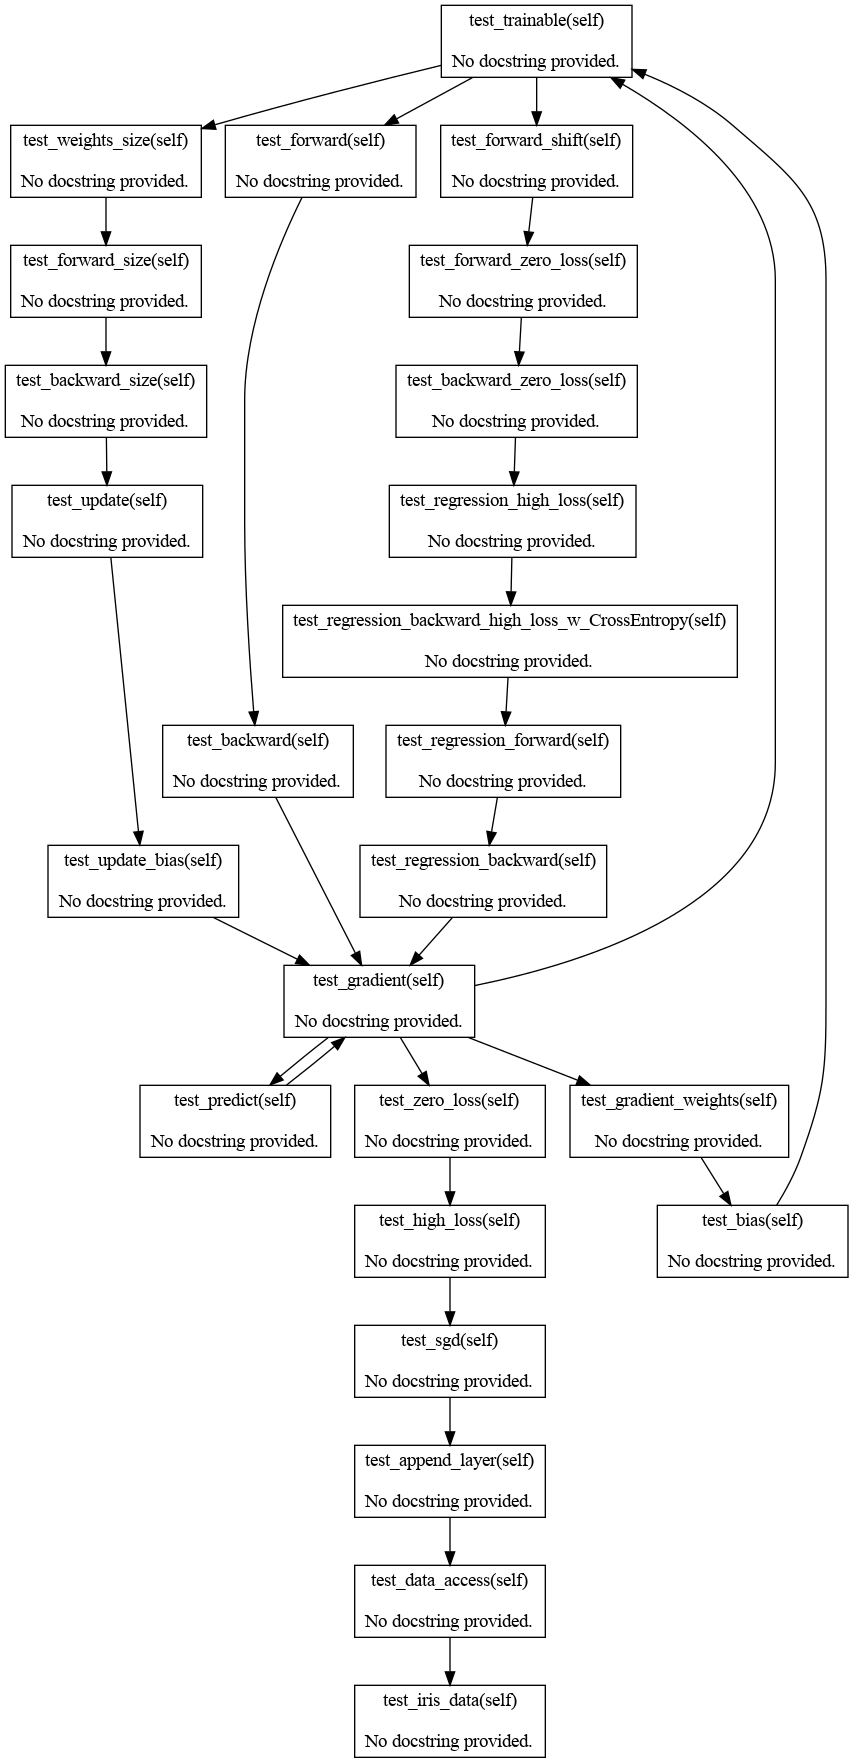 test_trainable(self)
No docstring provided.
test_weights_size(self)
No docstring provided.
test_forward(self)
No docstring provided.
test_forward_shift(self)
No docstring provided.
test_forward_size(self)
No docstring provided.
test_forward_zero_loss(self)
No docstring provided.
test_backward_size(self)
No docstring provided.
test_backward_zero_loss(self)
No docstring provided.
test_update(self)
No docstring provided.
test_regression_high_loss(self)
No docstring provided.
test_regression_backward_high_loss_w_CrossEntropy(self)
No docstring provided.
test_backward(self)
No docstring provided.
test_regression_forward(self)
No docstring provided.
test_update_bias(self)
No docstring provided.
test_regression_backward(self)
No docstring provided.
test_gradient(self)
No docstring provided.
test_predict(self)
No docstring provided.
test_zero_loss(self)
No docstring provided.
test_gradient_weights(self)
No docstring provided.
test_high_loss(self)
No docstring provided.
test_bias(self)
No docstring provided.
test_sgd(self)
No docstring provided.
test_append_layer(self)
No docstring provided.
test_data_access(self)
No docstring provided.
test_iris_data(self)
No docstring provided.